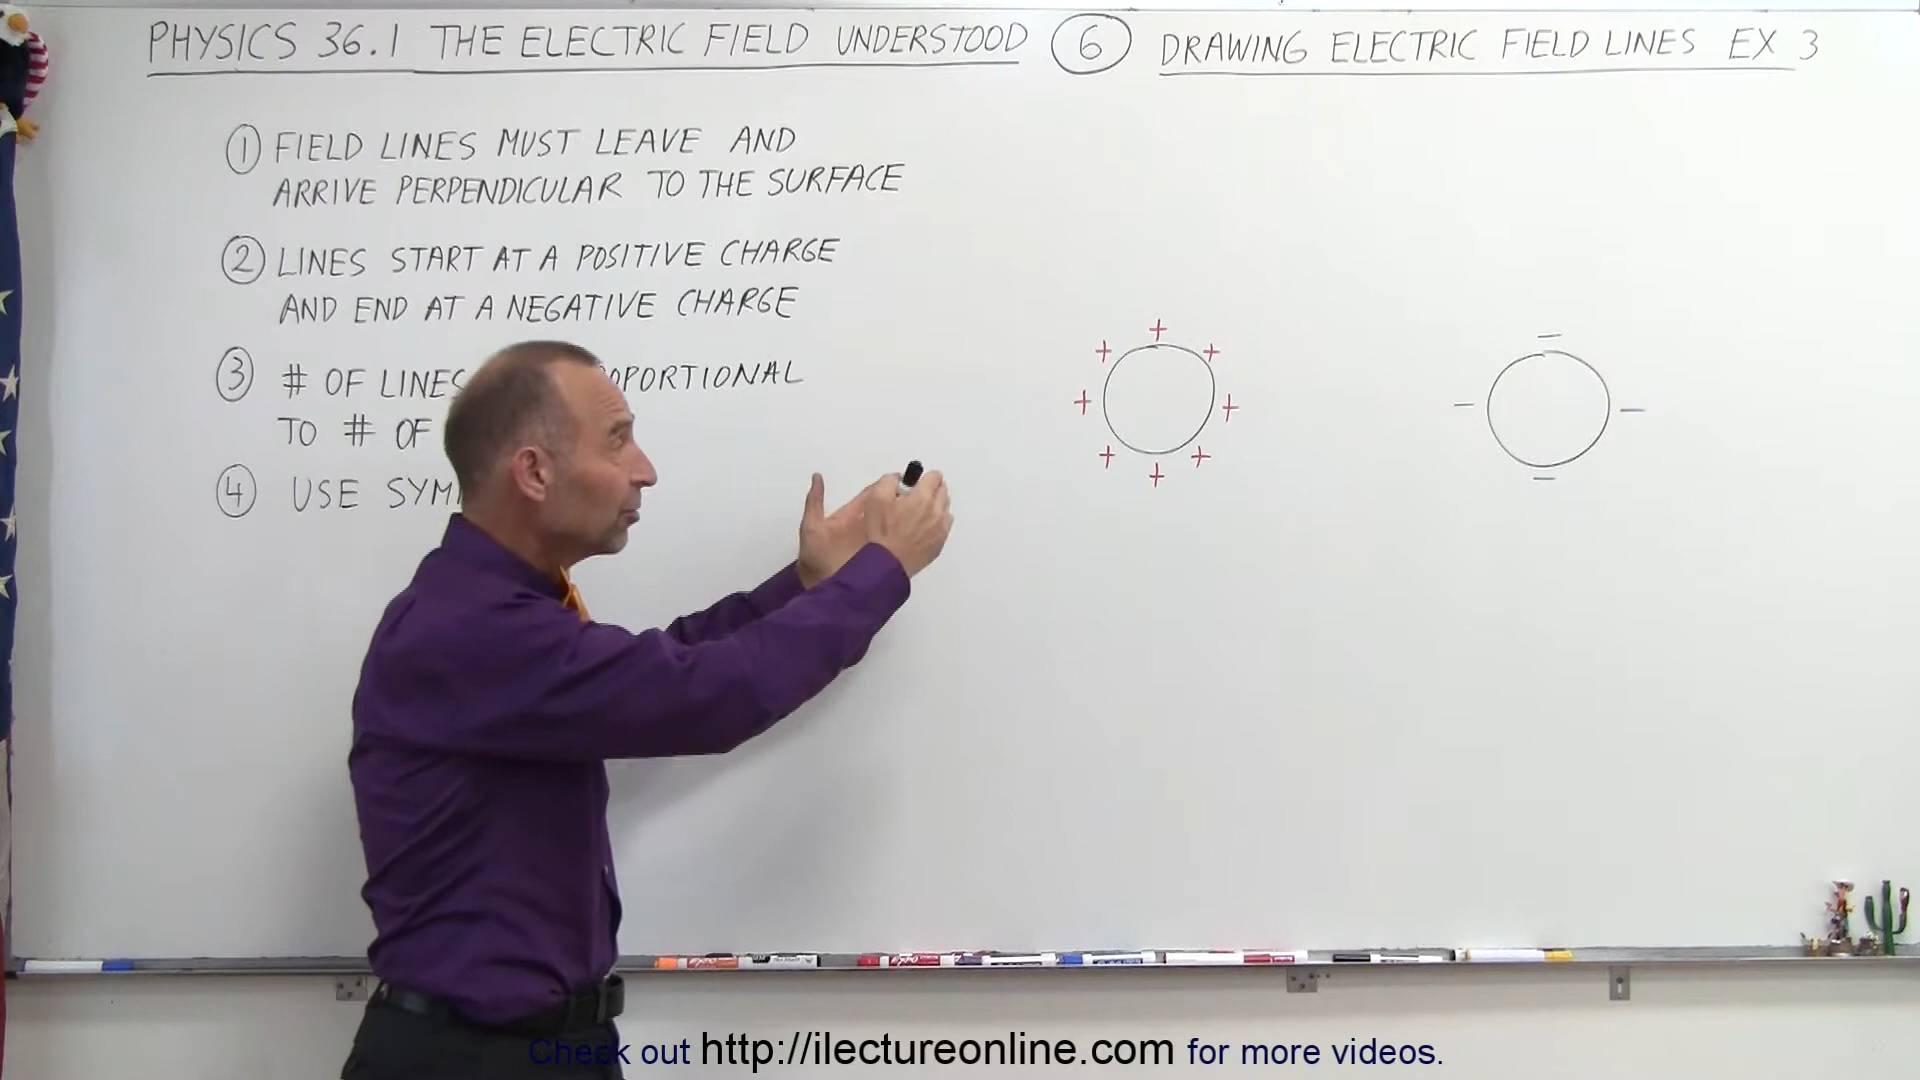 PHYSICS 36.1 THE ELECTRIC FIELD UNDERSTOOD 6 DRAWING ELECTRIC FIELD LINES EX 3
1 FIELD LINES MUST LEAVE AND
ARRIVE PERPENDICULAR TO THE SURFACE
2 LINES START AT A POSITIVE CHARGE
AND END AT A NEGATIVE CHARGE
3 # OF LINES
TO # OF
4 USE
+ + + + + + + +
− − − −
Check out http://ilectureonline.com for more videos.